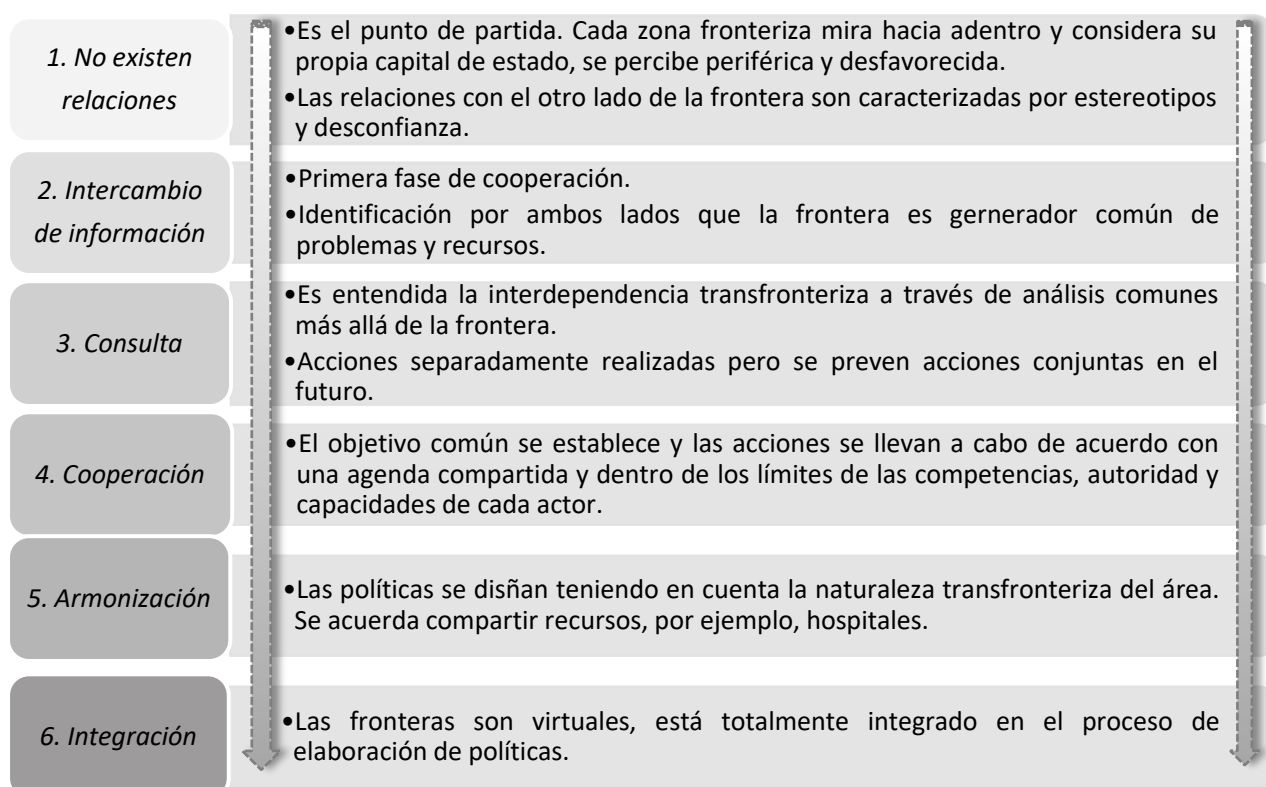 1. No existen
relaciones
•Es el punto de partida. Cada zona fronteriza mira hacia adentro y considera su
propia capital de estado, se percibe periférica y desfavorecida.
•Las relaciones con el otro lado de la frontera son caracterizadas por estereotipos
y desconfianza.
2. Intercambio
de información
•Primera fase de cooperación.
•Identificación por ambos lados que la frontera es gernerador común de
problemas y recursos.
3. Consulta
•Es entendida la interdependencia transfronteriza a través de análisis comunes
más allá de la frontera.
•Acciones separadamente realizadas pero se preven acciones conjuntas en el
futuro.
4. Cooperación
•El objetivo común se establece y las acciones se llevan a cabo de acuerdo con
una agenda compartida y dentro de los límites de las competencias, autoridad y
capacidades de cada actor.
5. Armonización
•Las políticas se disñan teniendo en cuenta la naturaleza transfronteriza del área.
Se acuerda compartir recursos, por ejemplo, hospitales.
6. Integración
•Las fronteras son virtuales, está totalmente integrado en el proceso de
elaboración de políticas.